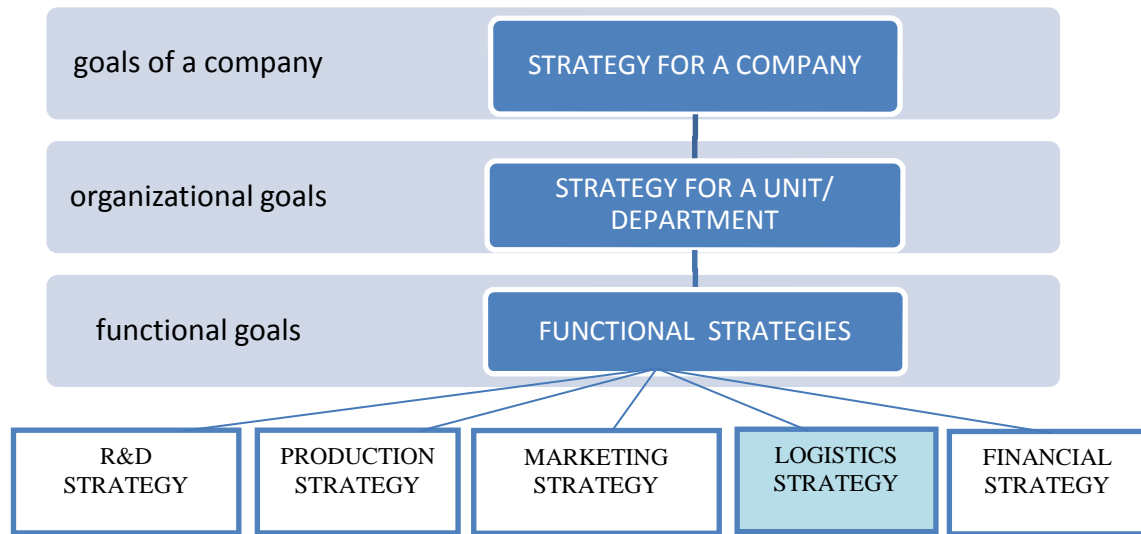 goals of a company
STRATEGY FOR A COMPANY
organizational goals
STRATEGY FOR A UNIT/
DEPARTMENT
functional goals
FUNCTIONAL STRATEGIES
R&D
STRATEGY
PRODUCTION
STRATEGY
MARKETING
STRATEGY
LOGISTICS
STRATEGY
FINANCIAL
STRATEGY